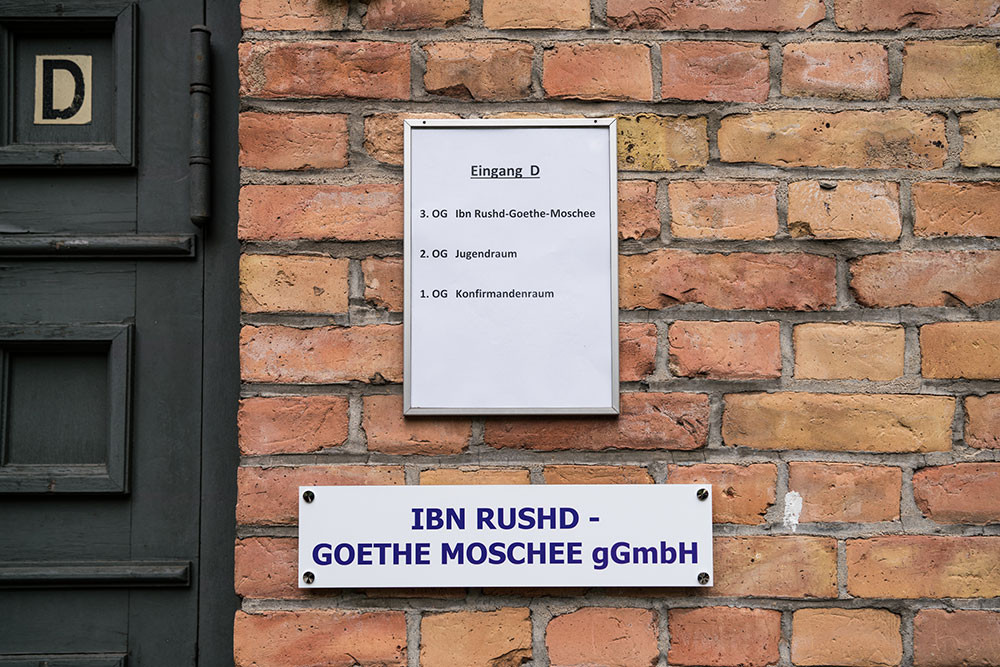 D
Eingang D
3. OG Ibn Rushd-Goethe-Moschee
2. OG Jugendraum
1. OG Konfirmandenraum
IBN RUSHD -
GOETHE MOSCHEE gGmbH